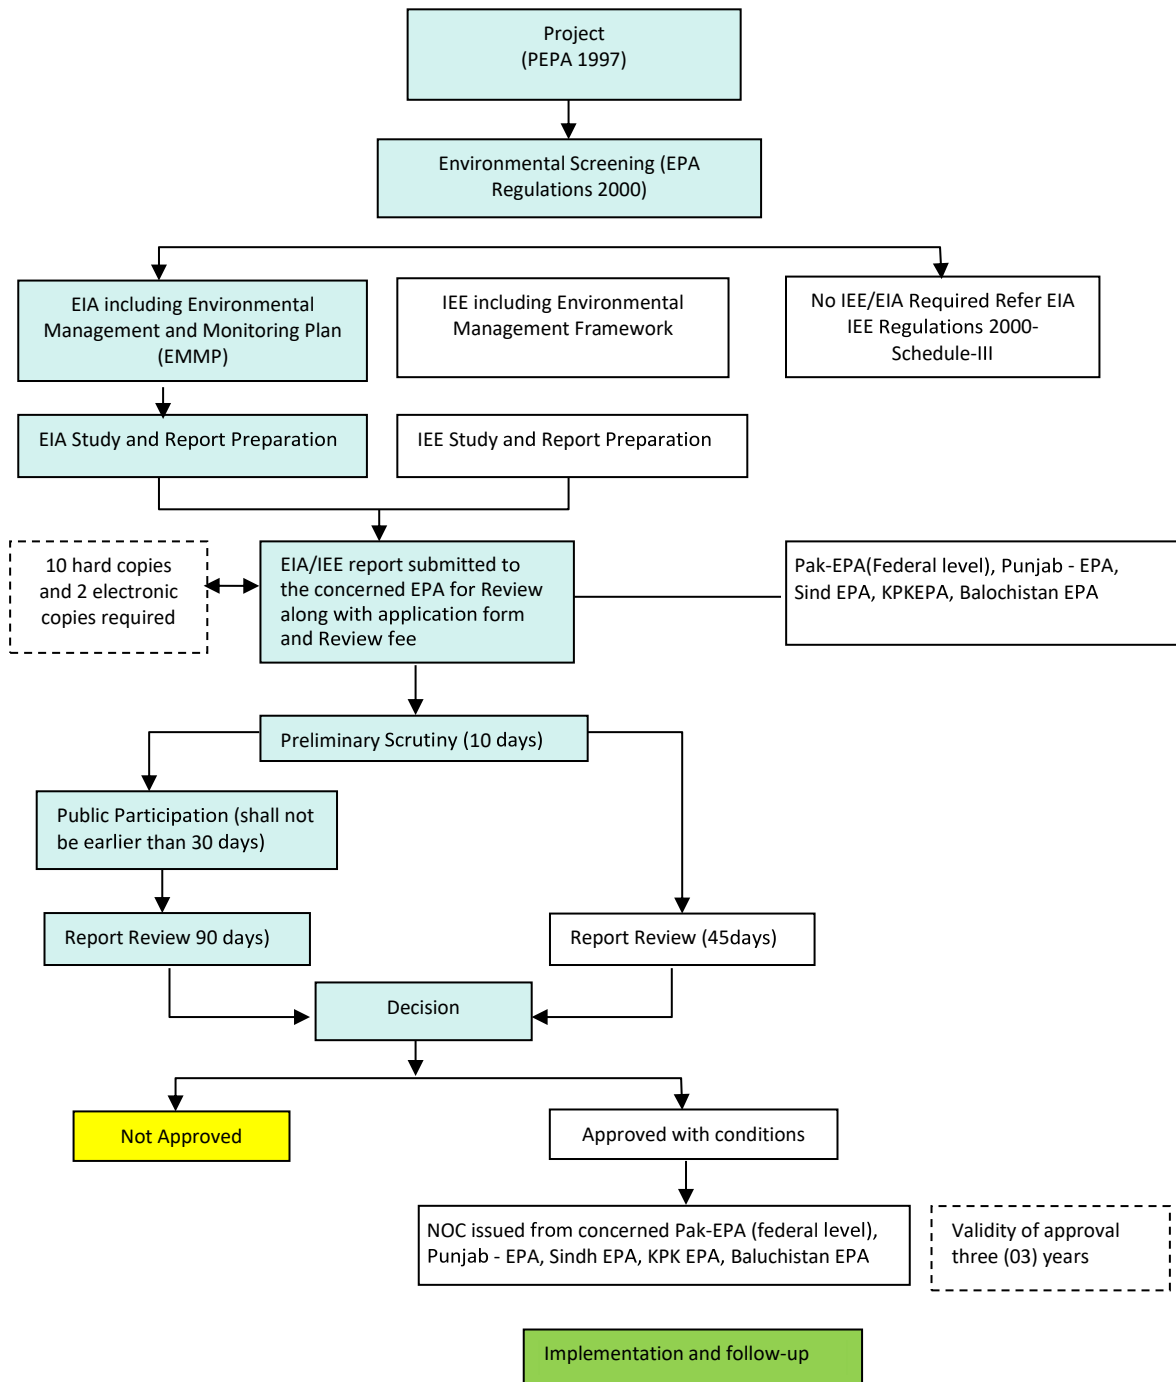 Project
(PEPA 1997)
Environmental Screening (EPA
Regulations 2000)
EIA including Environmental
Management and Monitoring Plan
(EMMP)
IEE including Environmental
Management Framework
No IEE/EIA Required Refer EIA
IEE Regulations 2000-
Schedule-III
EIA Study and Report Preparation
IEE Study and Report Preparation
10 hard copies
and 2 electronic
copies required
EIA/IEE report submitted to
the concerned EPA for Review
along with application form
and Review fee
Pak-EPA(Federal level), Punjab - EPA,
Sind EPA, KPKEPA, Balochistan EPA
Preliminary Scrutiny (10 days)
Public Participation (shall not
be earlier than 30 days)
Report Review 90 days)
Report Review (45days)
Decision
Not Approved
Approved with conditions
NOC issued from concerned Pak-EPA (federal level),
Punjab - EPA, Sindh EPA, KPK EPA, Baluchistan EPA
Validity of approval
three (03) years
Implementation and follow-up